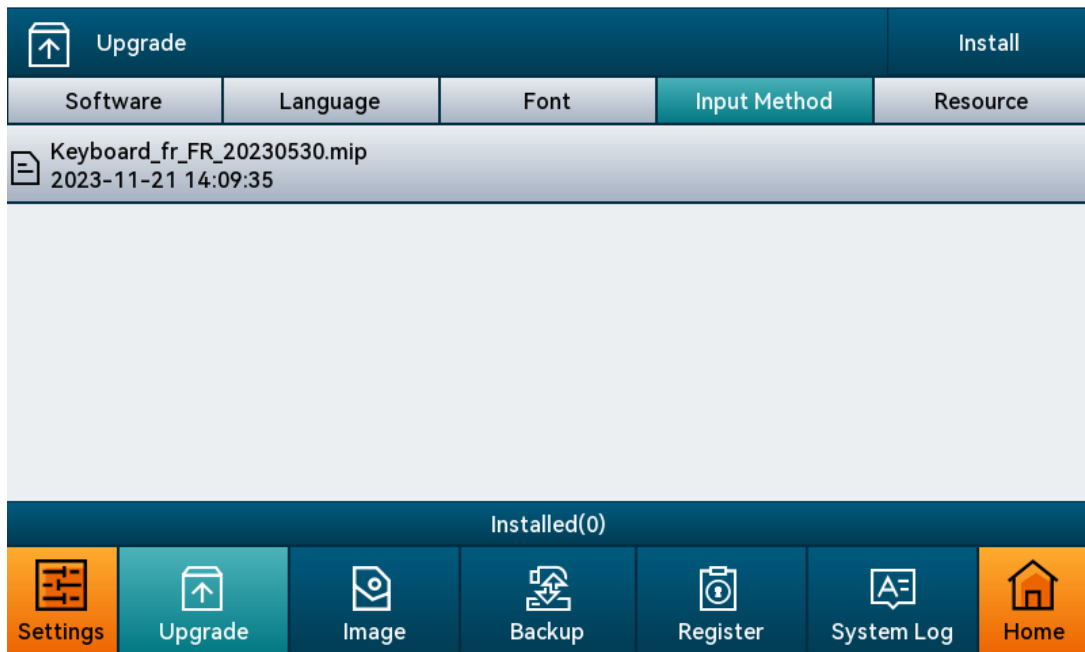 Upgrade
Install
Software
Language
Font
Input Method
Resource
Keyboard_fr_FR_20230530.mip
2023-11-21 14:09:35
Installed(0)
Settings
Upgrade
Image
Backup
Register
System Log
Home